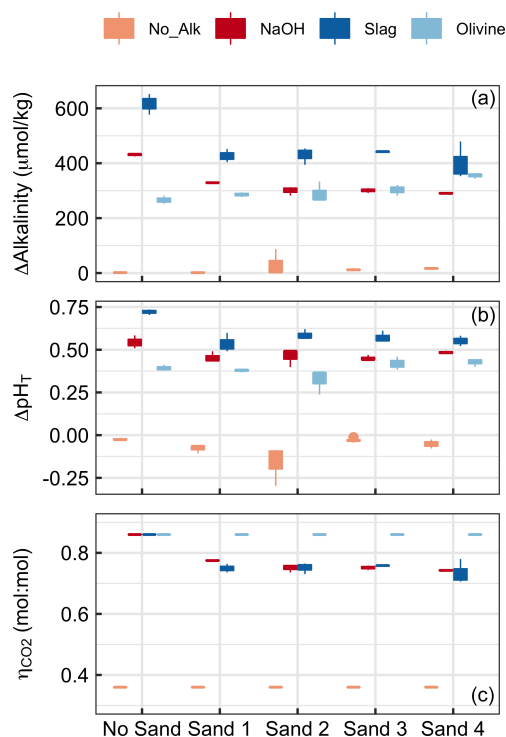 No_Alk NaOH Slag Olivine
(a)
ΔAlkalinity (μmol/kg)
600
400
200
0
(b)
ΔpH_T
0.75
0.50
0.25
0.00
-0.25
(c)
η_CO2 (mol:mol)
0.8
0.6
0.4
No Sand Sand 1 Sand 2 Sand 3 Sand 4